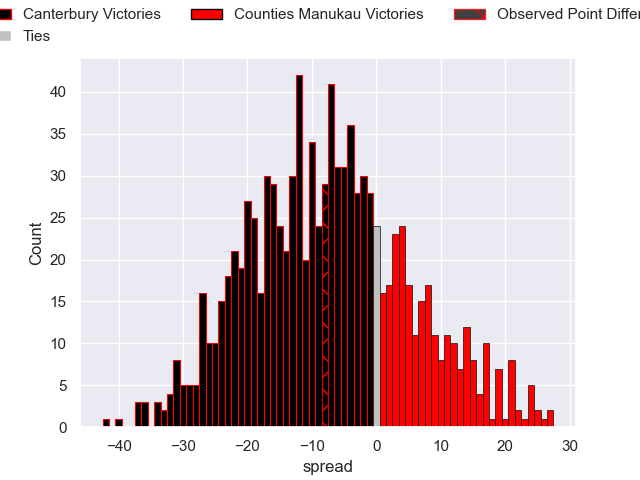 Canterbury Victories
Counties Manukau Victories
Observed Point Differ
Ties
40
35
30
25
20
15
10
5
0
Count
−40
−30
−20
−10
0
10
20
30
spread